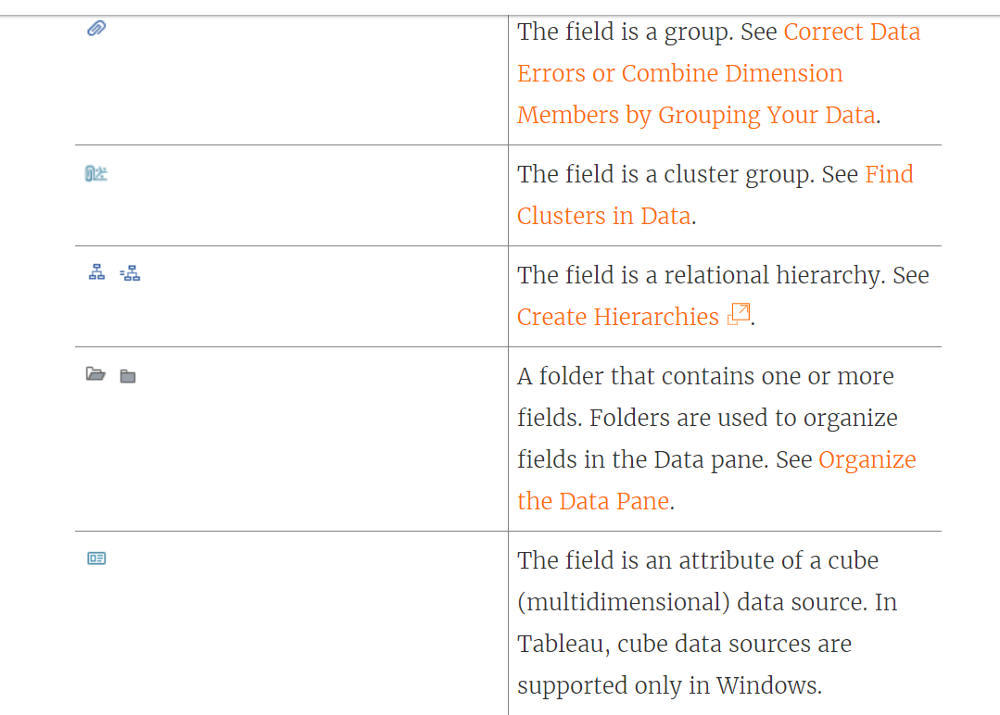 The field is a group. See Correct Data
Errors or Combine Dimension
Members by Grouping Your Data.
The field is a cluster group. See Find
Clusters in Data.
The field is a relational hierarchy. See
Create Hierarchies .
A folder that contains one or more
fields. Folders are used to organize
fields in the Data pane. See Organize
the Data Pane.
The field is an attribute of a cube
(multidimensional) data source. In
Tableau, cube data sources are
supported only in Windows.